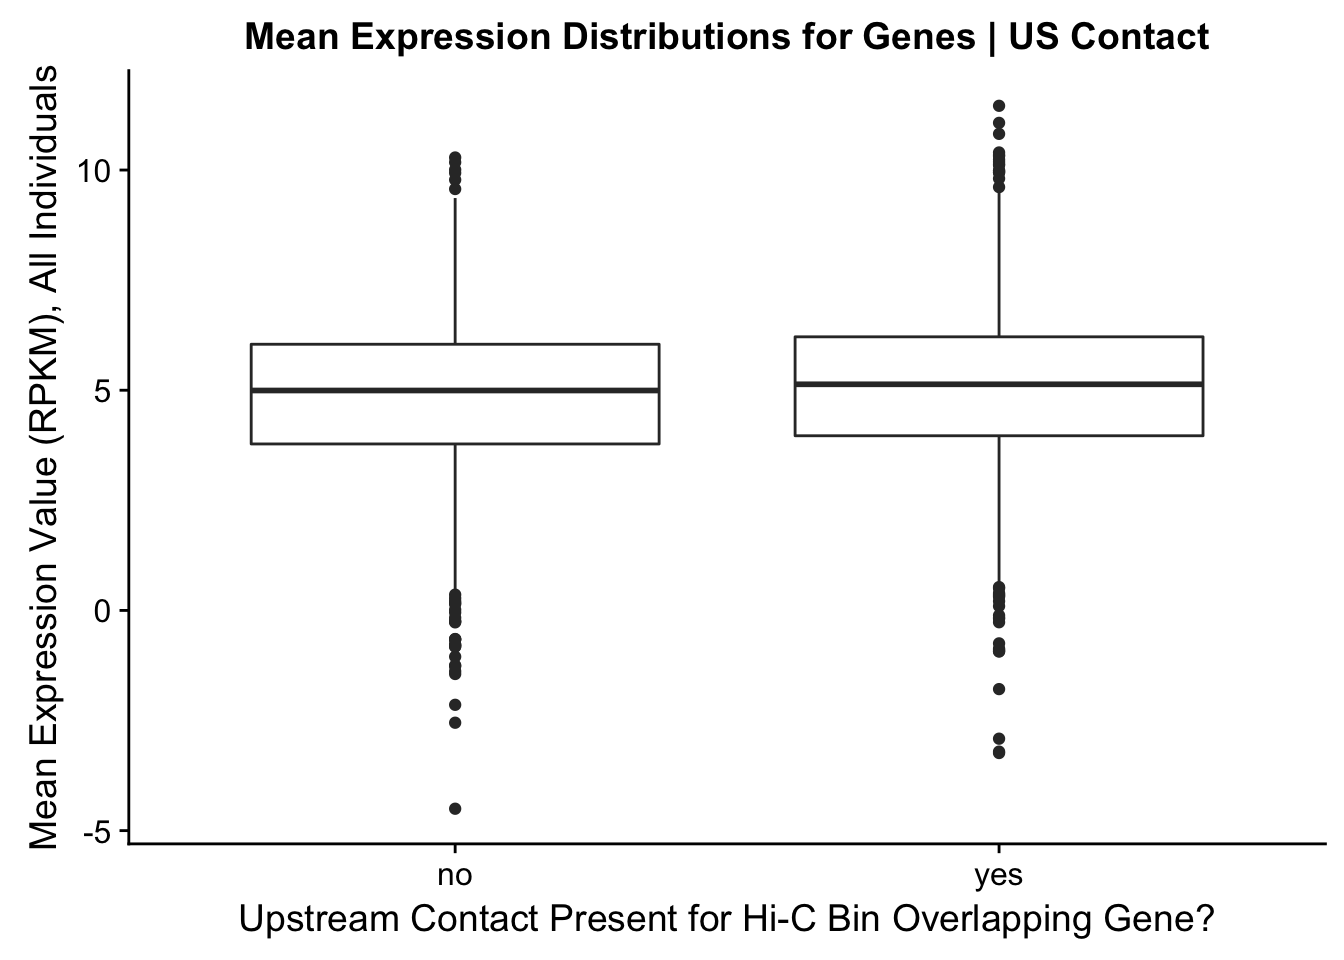 Mean Expression Distributions for Genes | US Contact
Mean Expression Value (RPKM), All Individuals
10
5
0
-5
no
yes
Upstream Contact Present for Hi-C Bin Overlapping Gene?